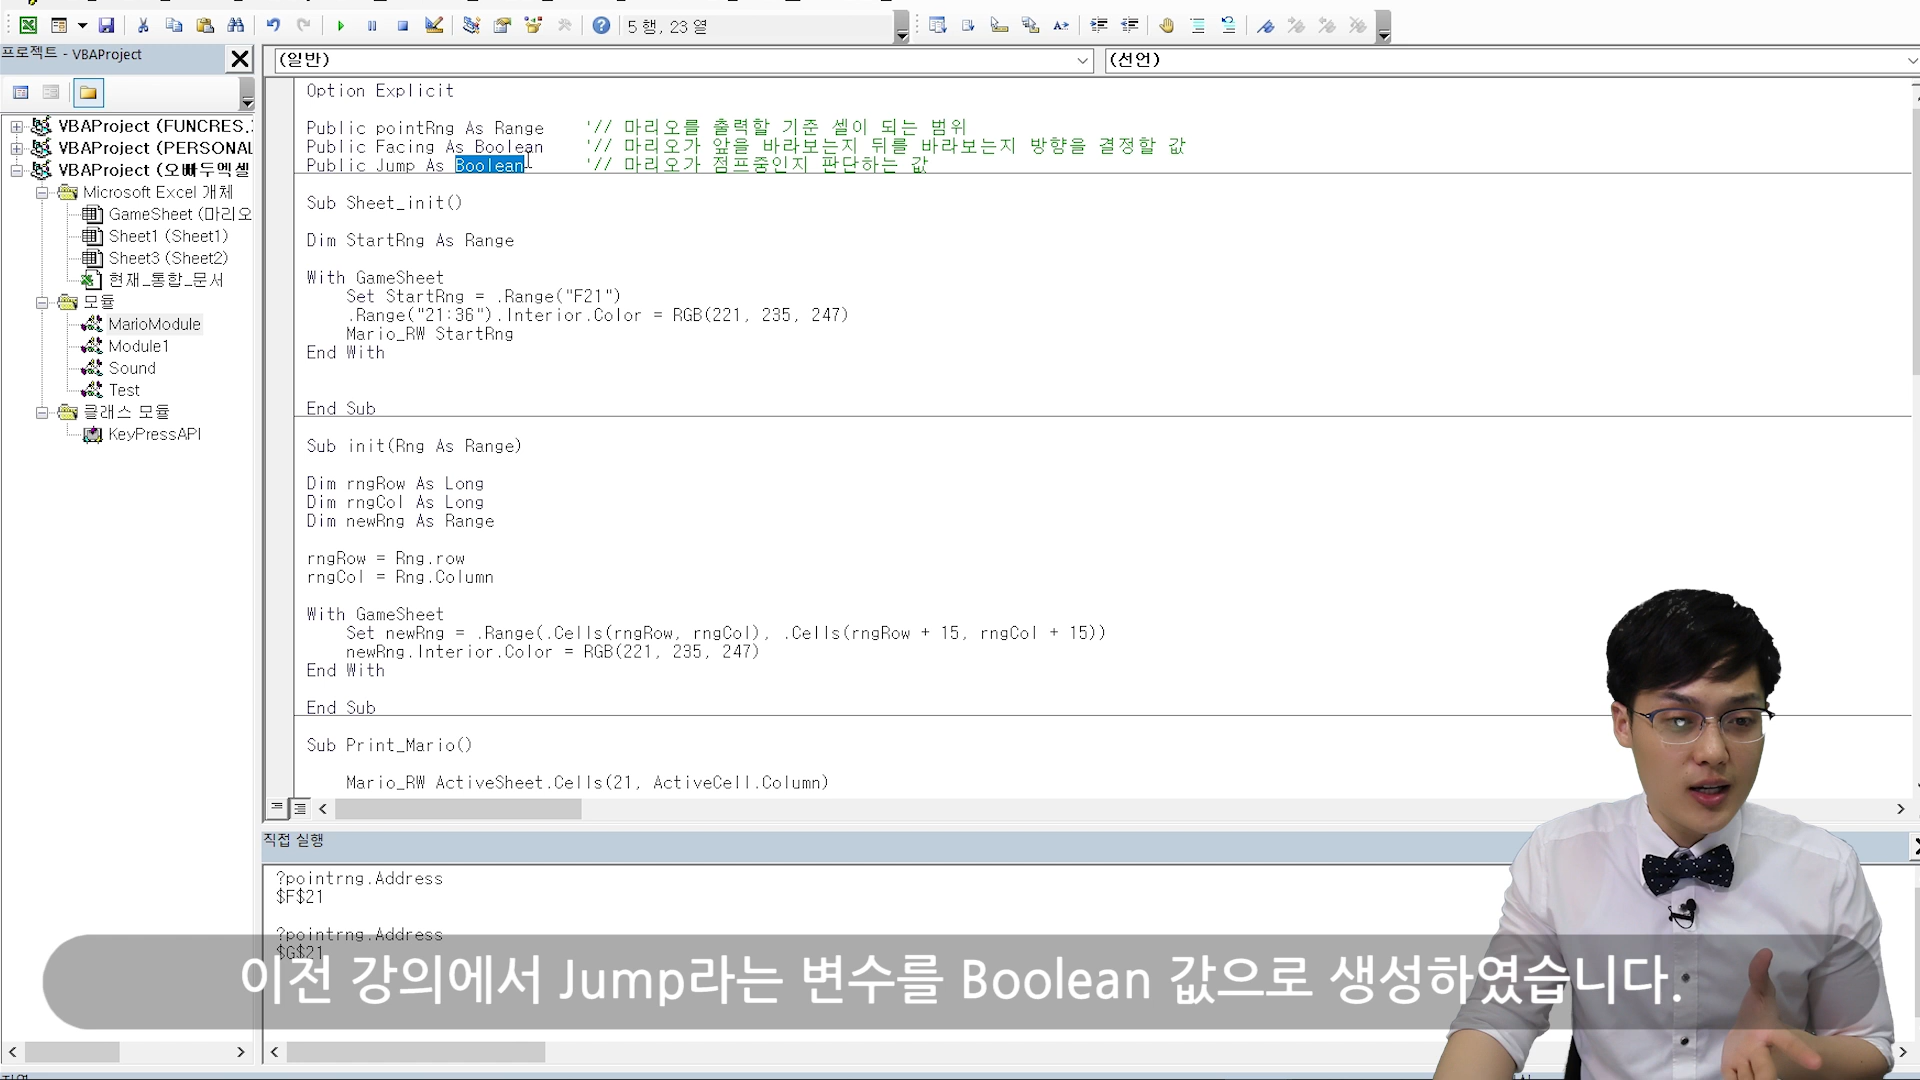 5 행, 23 열
프로젝트 - VBAProject
(일반)
(선언)
VBAProject (FUNCRES.
VBAProject (PERSONAL
VBAProject (오빠두엑셀
Microsoft Excel 개체
GameSheet (마리오
Sheet1 (Sheet1)
Sheet3 (Sheet2)
현재_통합_문서
모듈
MarioModule
Module1
Sound
Test
클래스 모듈
KeyPressAPI
Option Explicit
Public pointRng As Range '// 마리오를 출력할 기준 셀이 되는 범위
Public Facing As Boolean '// 마리오가 앞을 바라보는지 뒤를 바라보는지 방향을 결정할 값
Public Jump As Boolean '// 마리오가 점프중인지 판단하는 값
Sub Sheet_init()
Dim StartRng As Range
With GameSheet
Set StartRng = .Range("F21")
.Range("21:36").Interior.Color = RGB(221, 235, 247)
Mario_RW StartRng
End With
End Sub
Sub init(Rng As Range)
Dim rngRow As Long
Dim rngCol As Long
Dim newRng As Range
rngRow = Rng.row
rngCol = Rng.Column
With GameSheet
Set newRng = .Range(.Cells(rngRow, rngCol), .Cells(rngRow + 15, rngCol + 15))
newRng.Interior.Color = RGB(221, 235, 247)
End With
End Sub
Sub Print_Mario()
Mario_RW ActiveSheet.Cells(21, ActiveCell.Column)
직접 실행
?pointrng.Address
$F$21
?pointrng.Address
$G$21
이전 강의에서 Jump라는 변수를 Boolean 값으로 생성하였습니다.